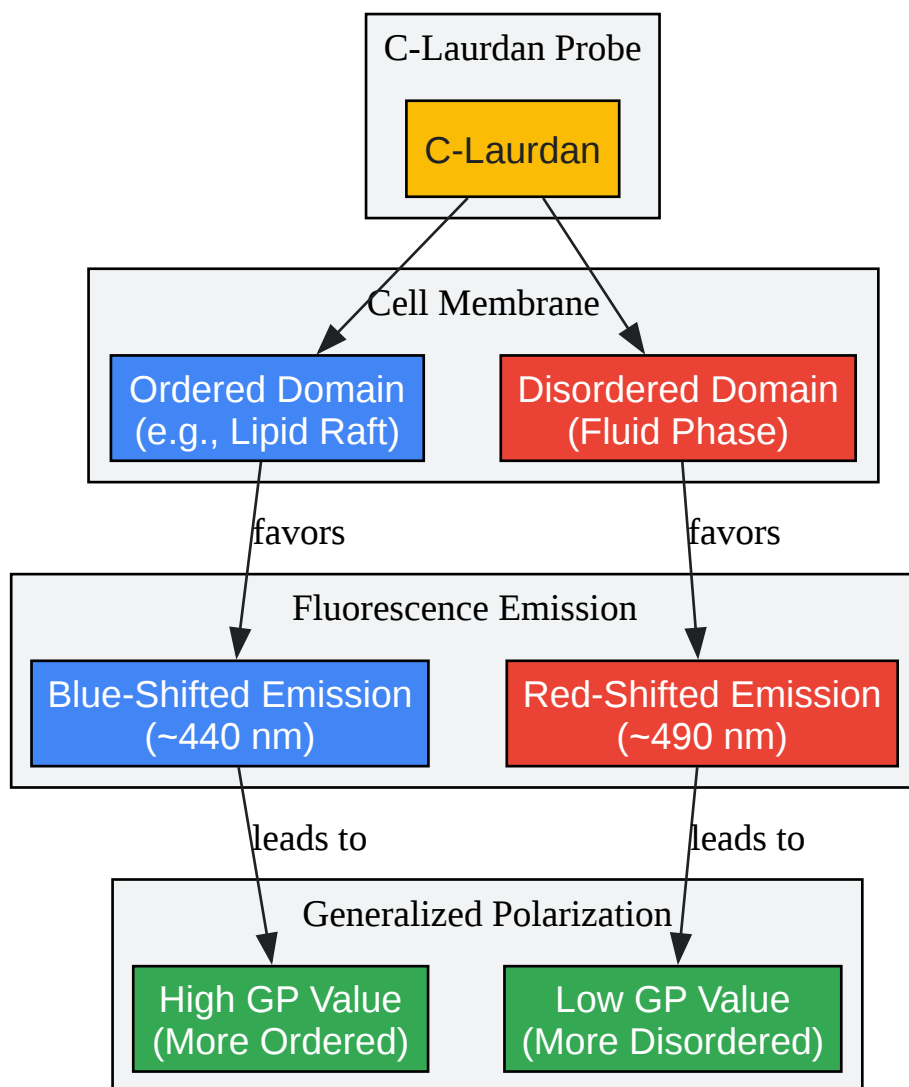 C-Laurdan Probe
C-Laurdan
Cell Membrane
Ordered Domain
(e.g., Lipid Raft)
Disordered Domain
(Fluid Phase)
favors
favors
Fluorescence Emission
Blue-Shifted Emission
(~440 nm)
Red-Shifted Emission
(~490 nm)
leads to
leads to
Generalized Polarization
High GP Value
(More Ordered)
Low GP Value
(More Disordered)